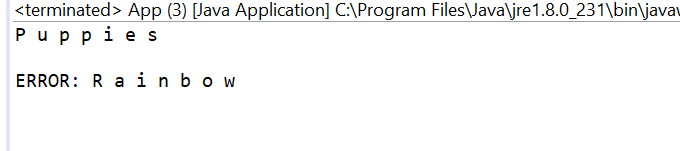 <terminated> App (3) [Java Application] C:\Program Files\Java\jre1.8.0_231\bin\javaw
P u p p i e s
ERROR: R a i n b o w